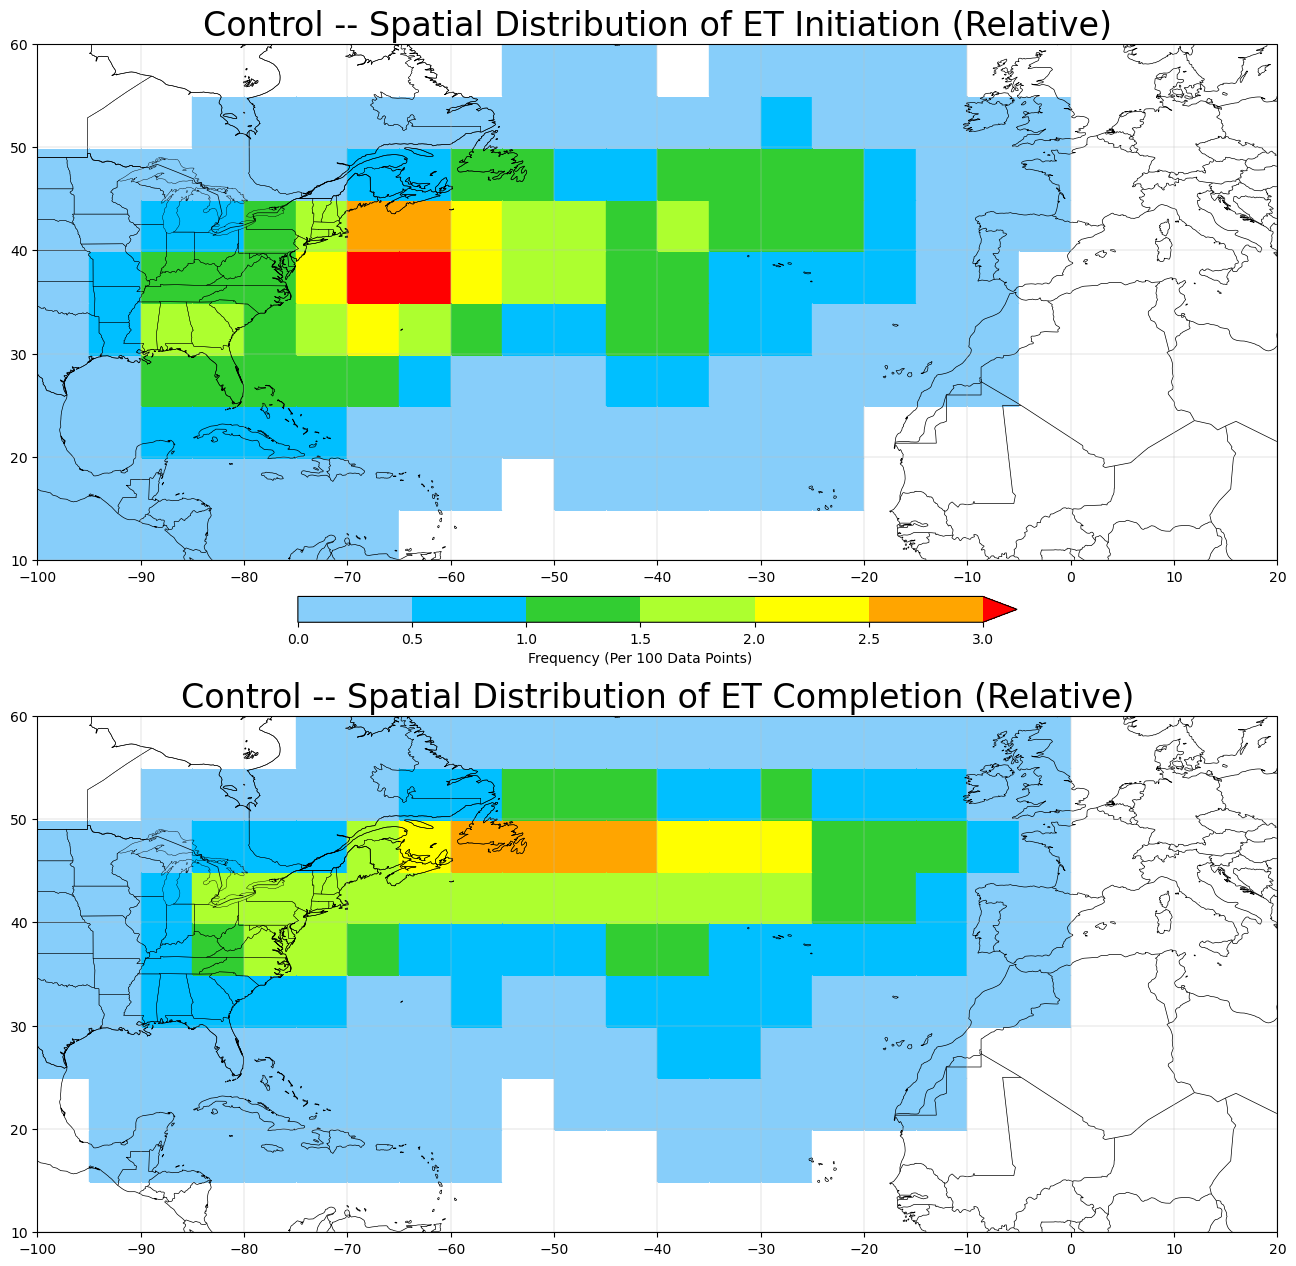 Control -- Spatial Distribution of ET Initiation (Relative)
60
50
40
30
20
10
−100 −90 −80 −70 −60 −50 −40 −30 −20 −10 0 10 20
0.0 0.5 1.0 1.5 2.0 2.5 3.0
Frequency (Per 100 Data Points)
Control -- Spatial Distribution of ET Completion (Relative)
60
50
40
30
20
10
−100 −90 −80 −70 −60 −50 −40 −30 −20 −10 0 10 20